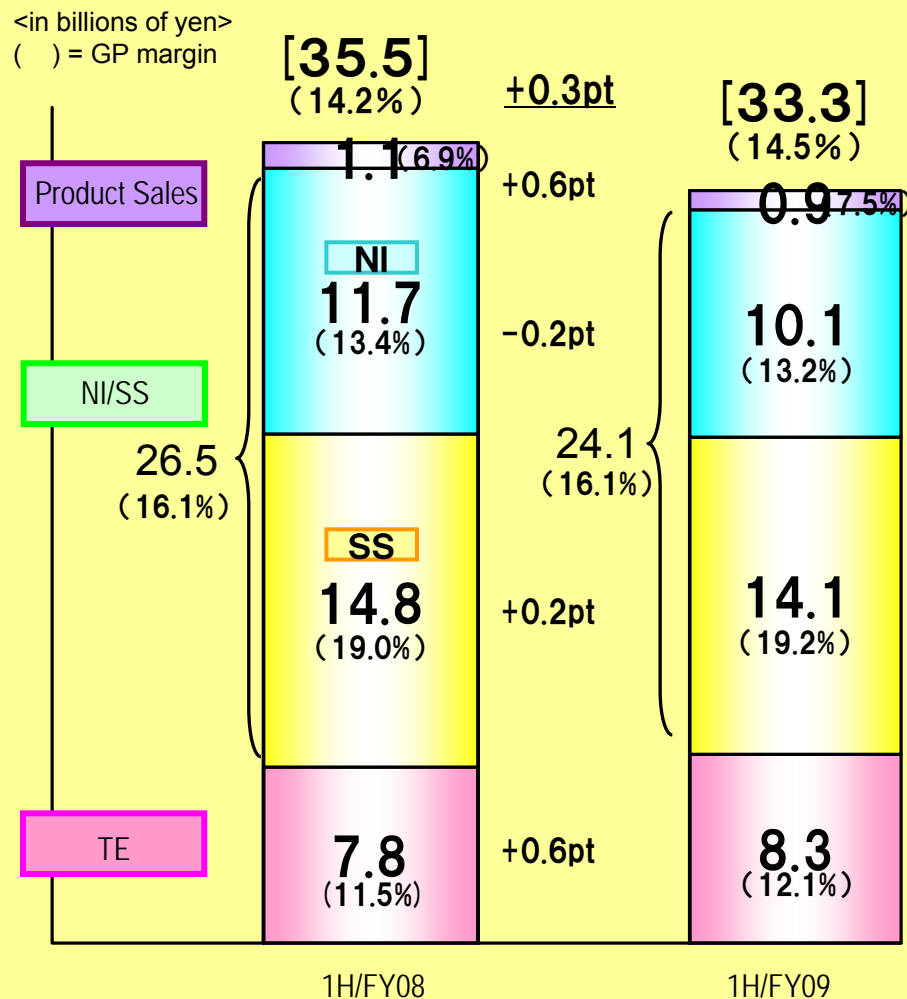 <in billions of yen>
(  ) = GP margin
[35.5]
(14.2%)
+0.3pt
[33.3]
(14.5%)
Product Sales
1.1(6.9%)
+0.6pt
0.9(7.5%)
NI
11.7
(13.4%)
-0.2pt
10.1
(13.2%)
NI/SS
26.5
(16.1%)
24.1
(16.1%)
SS
14.8
(19.0%)
+0.2pt
14.1
(19.2%)
TE
7.8
(11.5%)
+0.6pt
8.3
(12.1%)
1H/FY08
1H/FY09